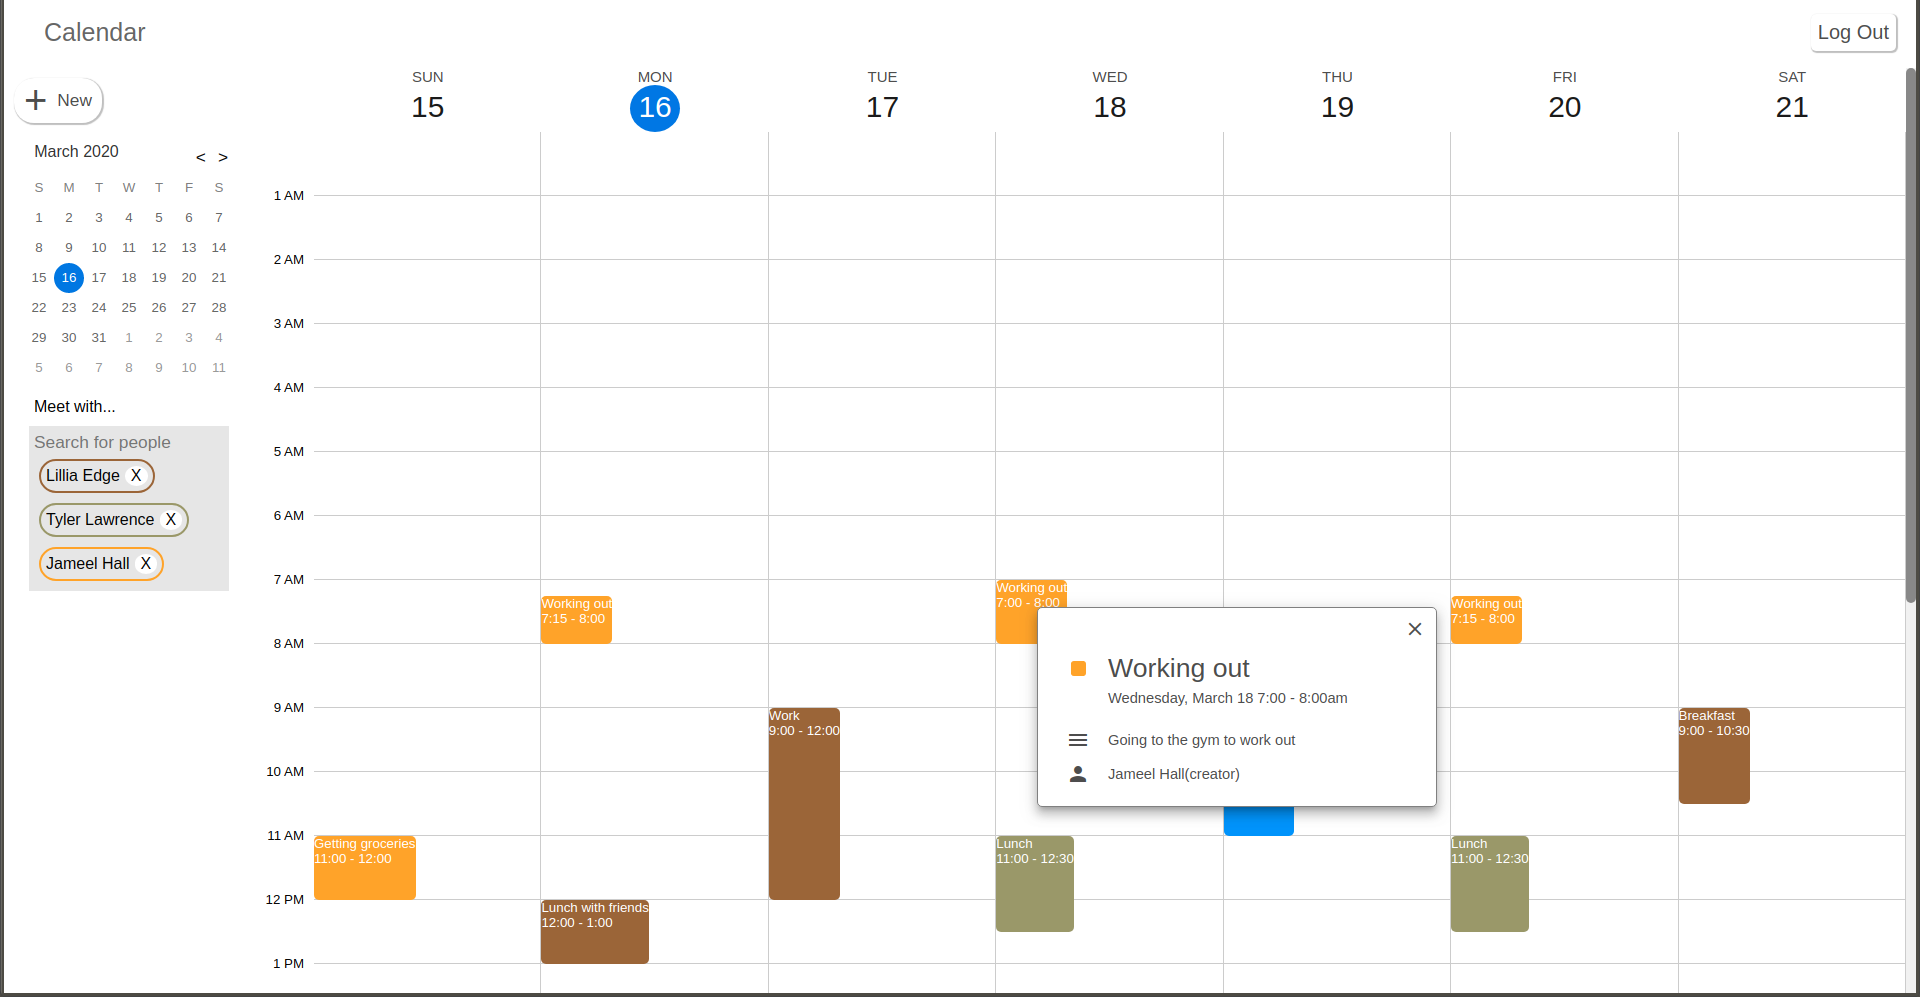 Calendar
Log Out
+ New
SUN MON TUE WED THU FRI SAT
15 16 17 18 19 20 21
March 2020 < >
S M T W T F S
1 2 3 4 5 6 7
8 9 10 11 12 13 14
15 16 17 18 19 20 21
22 23 24 25 26 27 28
29 30 31 1 2 3 4
5 6 7 8 9 10 11
Meet with...
Search for people
Lillia Edge X
Tyler Lawrence X
Jameel Hall X
1 AM
2 AM
3 AM
4 AM
5 AM
6 AM
7 AM
8 AM
9 AM
10 AM
11 AM
12 PM
1 PM
Getting groceries
11:00 - 12:00
Working out
7:15 - 8:00
Lunch with friends
12:00 - 1:00
Work
9:00 - 12:00
Working out
7:00 - 8:00
Lunch
11:00 - 12:30
Working out
7:15 - 8:00
Lunch
11:00 - 12:30
Breakfast
9:00 - 10:30
Working out
Wednesday, March 18 7:00 - 8:00am
Going to the gym to work out
Jameel Hall(creator)